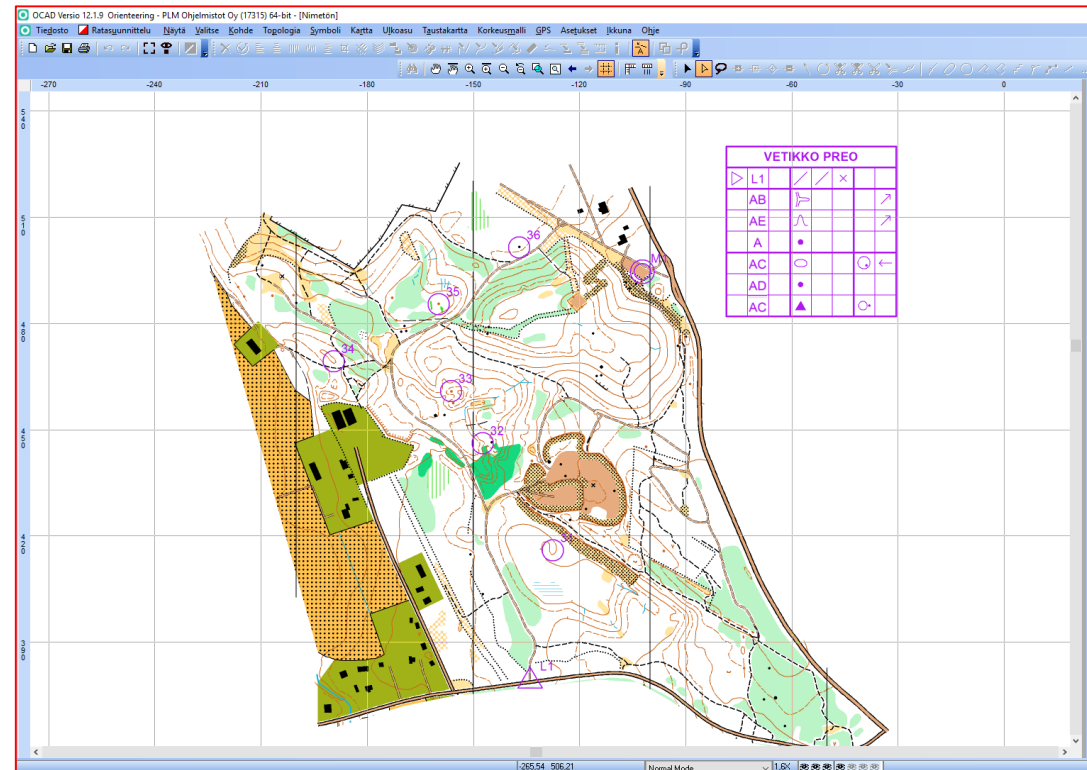 OCAD Versio 12.1.9 Orienteering - PLM Ohjelmistot Oy (17315) 64-bit - [Nimetön]
Tiedosto Ratasuunnittelu Näytä Valitse Kohde Topologia Symboli Kartta Ulkoasu Taustakartta Korkeusmalli GPS Asetukset Ikkuna Ohje
-270 -240 -210 -180 -150 -120 -90 -60 -30 0
540
VETIKKO PREO
L1
AB
510
AE
36
A
M1
AC
35
AD
AC
480
34
33
450
32
420
31
390
L1
-265.54 506.21 Normal Mode 1.6X